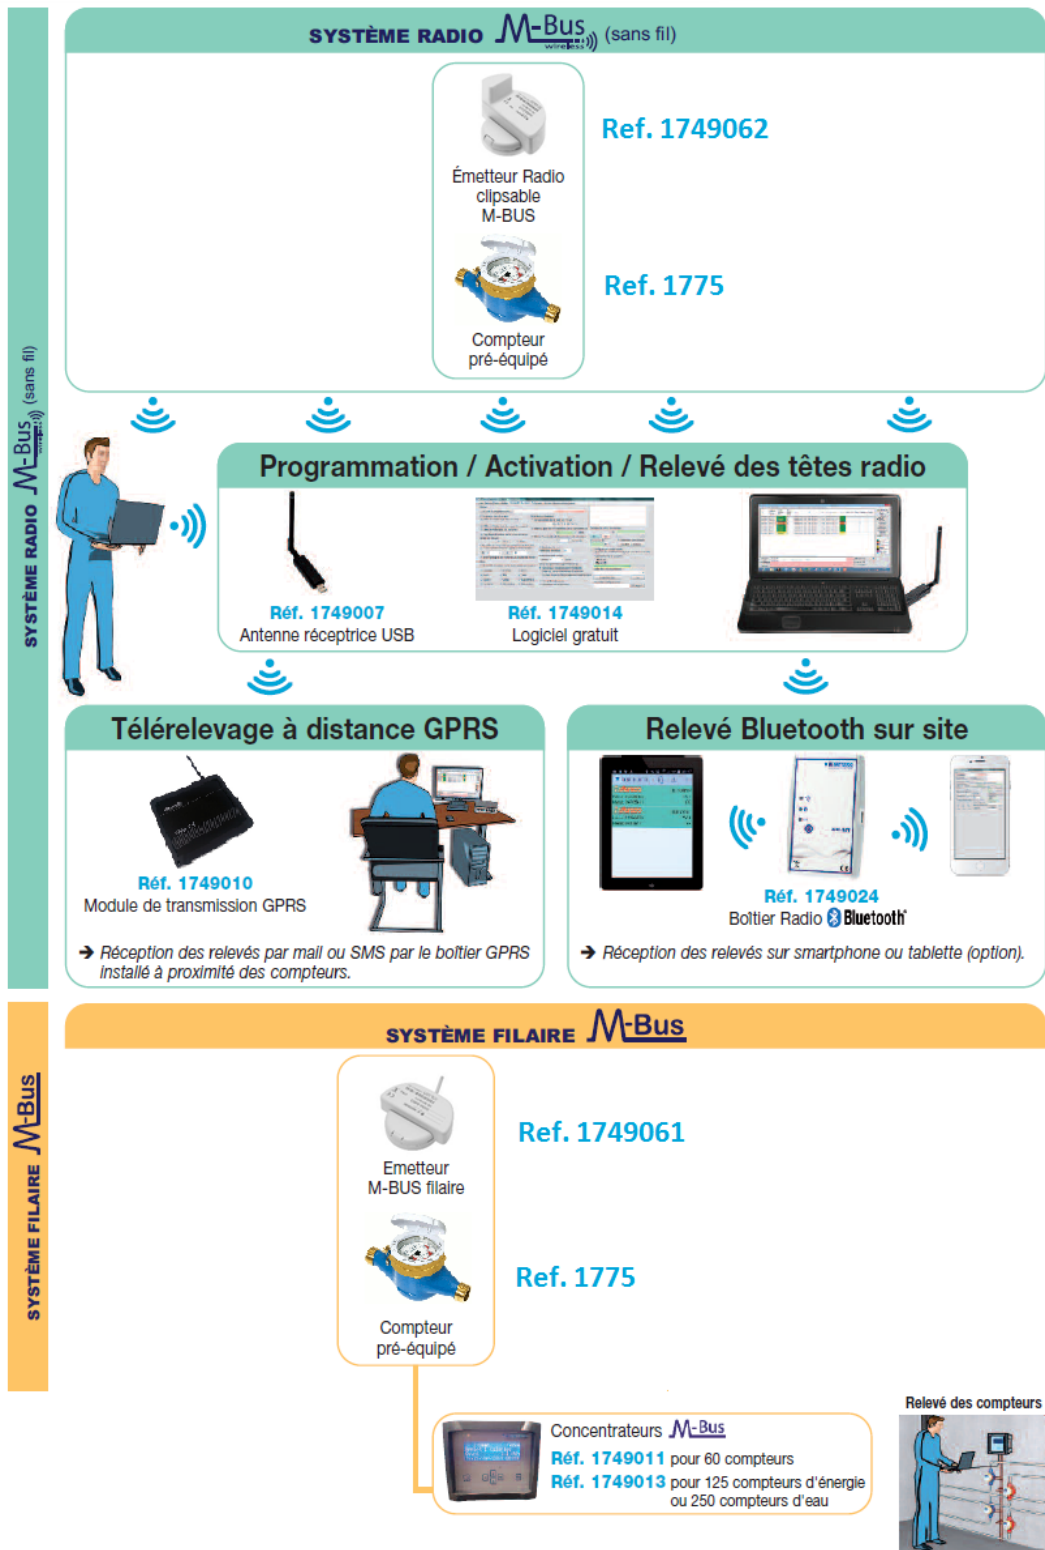 SYSTÈME RADIO M-Bus wireless (sans fil)
Ref. 1749062
Émetteur Radio
clipsable
M-BUS
Ref. 1775
Compteur
pré-équipé
SYSTÈME RADIO M-Bus wireless (sans fil)
Programmation / Activation / Relevé des têtes radio
Réf. 1749007
Antenne réceptrice USB
Réf. 1749014
Logiciel gratuit
Télérelevage à distance GPRS
Réf. 1749010
Module de transmission GPRS
➔ Réception des relevés par mail ou SMS par le boîtier GPRS
installé à proximité des compteurs.
Relevé Bluetooth sur site
Réf. 1749024
Boîtier Radio Bluetooth
➔ Réception des relevés sur smartphone ou tablette (option).
SYSTÈME FILAIRE M-Bus
SYSTÈME FILAIRE M-Bus
Ref. 1749061
Emetteur
M-BUS filaire
Ref. 1775
Compteur
pré-équipé
Concentrateurs M-Bus
Réf. 1749011 pour 60 compteurs
Réf. 1749013 pour 125 compteurs d'énergie
ou 250 compteurs d'eau
Relevé des compteurs